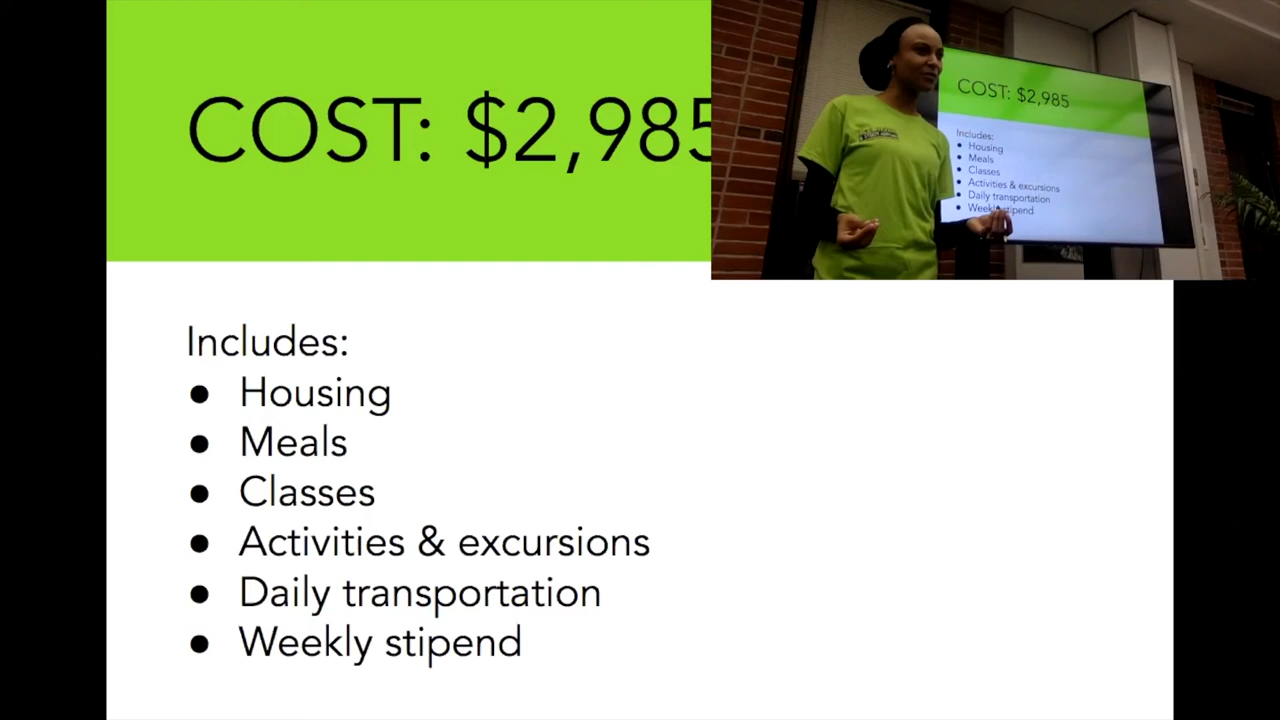 COST: $2,985
Includes:
● Housing
● Meals
● Classes
● Activities & excursions
● Daily transportation
● Weekly stipend
COST: $2,985
Includes:
• Housing
• Meals
• Classes
• Activities & excursions
• Daily transportation
• Weekly stipend